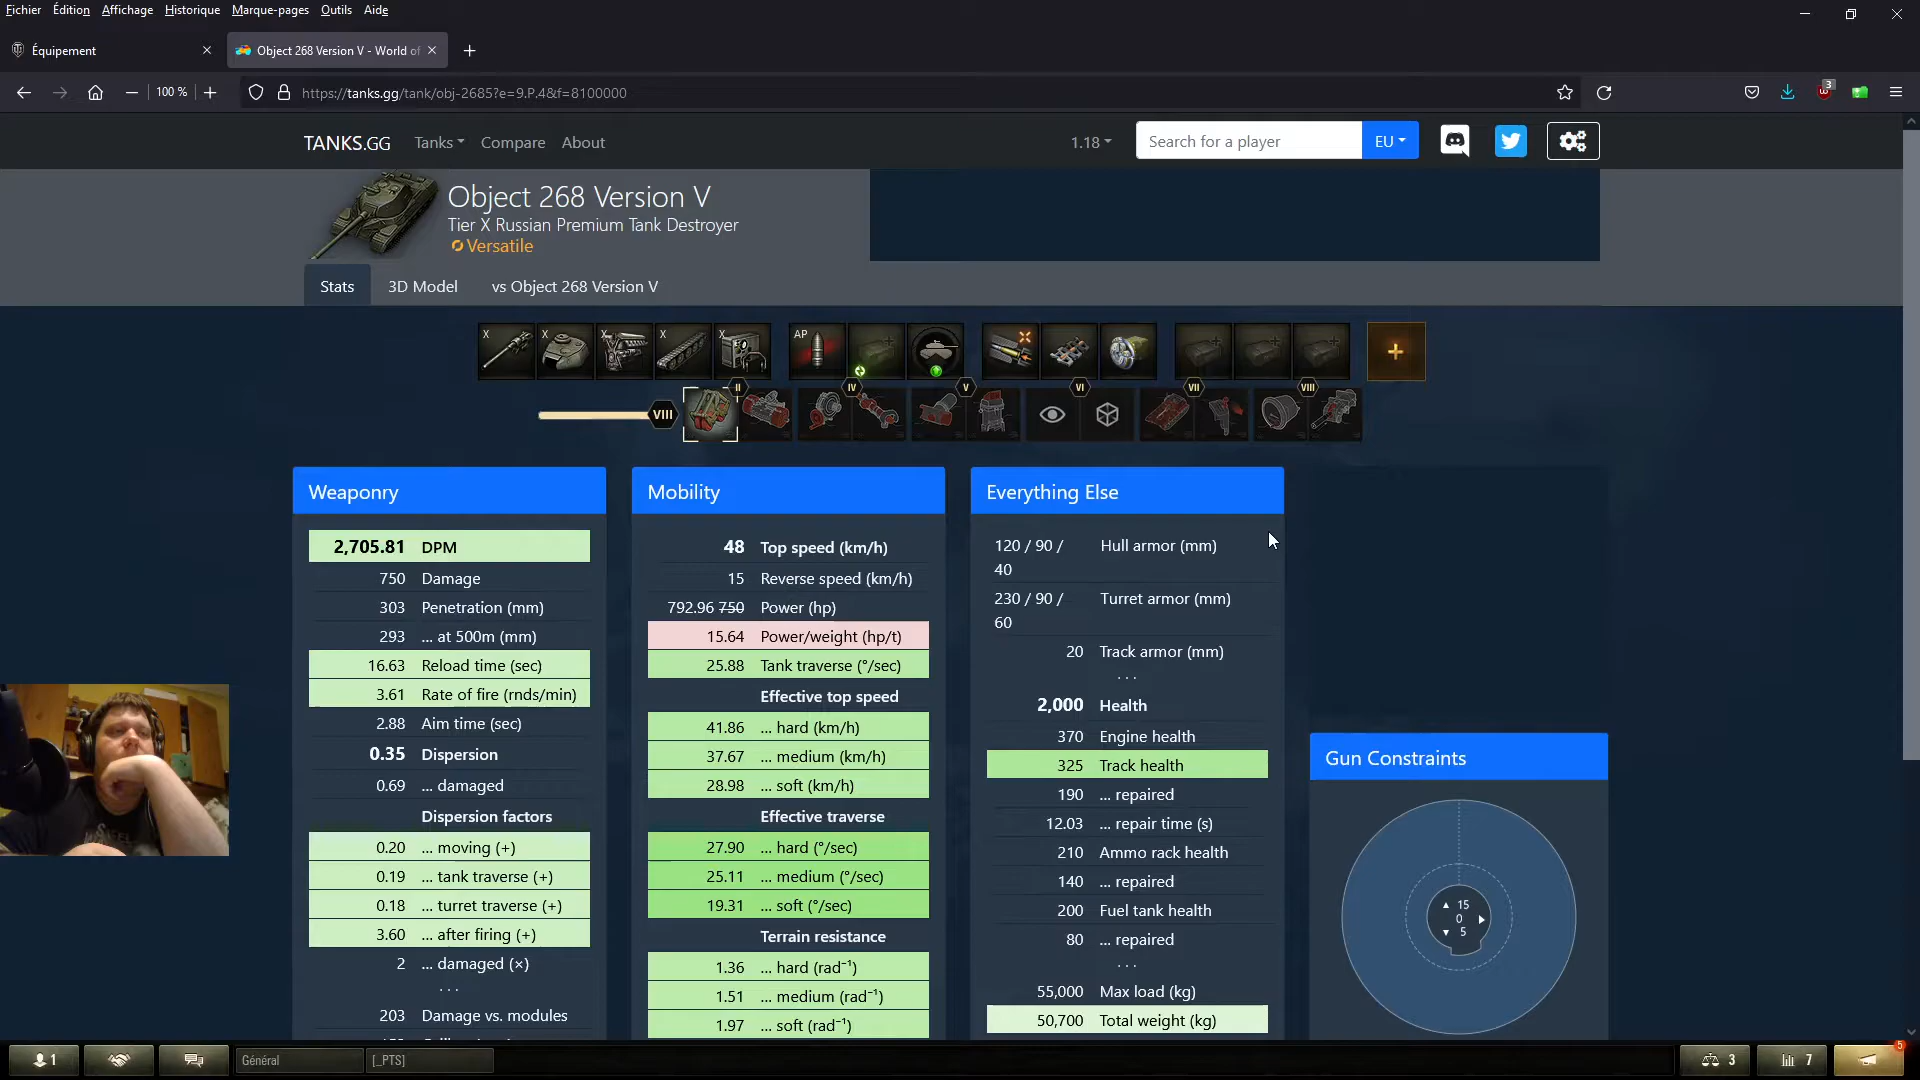 Fichier Édition Affichage Historique Marque-pages Outils Aide
Équipement
Object 268 Version V - World of
100 %
https://tanks.gg/tank/obj-2685?e=9.P.4&f=8100000
3
TANKS.GG Tanks Compare About 1.18 Search for a player EU
Object 268 Version V
Tier X Russian Premium Tank Destroyer
Versatile
Stats 3D Model vs Object 268 Version V
X X X X X AP
II IV V VI VII VIII
VIII
Weaponry
2,705.81 DPM
750 Damage
303 Penetration (mm)
293 ... at 500m (mm)
16.63 Reload time (sec)
3.61 Rate of fire (rnds/min)
2.88 Aim time (sec)
0.35 Dispersion
0.69 ... damaged
Dispersion factors
0.20 ... moving (+)
0.19 ... tank traverse (+)
0.18 ... turret traverse (+)
3.60 ... after firing (+)
2 ... damaged (×)
...
203 Damage vs. modules
Mobility
48 Top speed (km/h)
15 Reverse speed (km/h)
792.96 750 Power (hp)
15.64 Power/weight (hp/t)
25.88 Tank traverse (°/sec)
Effective top speed
41.86 ... hard (km/h)
37.67 ... medium (km/h)
28.98 ... soft (km/h)
Effective traverse
27.90 ... hard (°/sec)
25.11 ... medium (°/sec)
19.31 ... soft (°/sec)
Terrain resistance
1.36 ... hard (rad⁻¹)
1.51 ... medium (rad⁻¹)
1.97 ... soft (rad⁻¹)
Everything Else
120 / 90 / 
40 Hull armor (mm)
230 / 90 /
60 Turret armor (mm)
20 Track armor (mm)
...
2,000 Health
370 Engine health
325 Track health
190 ... repaired
12.03 ... repair time (s)
210 Ammo rack health
140 ... repaired
200 Fuel tank health
80 ... repaired
...
55,000 Max load (kg)
50,700 Total weight (kg)
Gun Constraints
15
0
5
1 Général [_PTS] 3 7 5